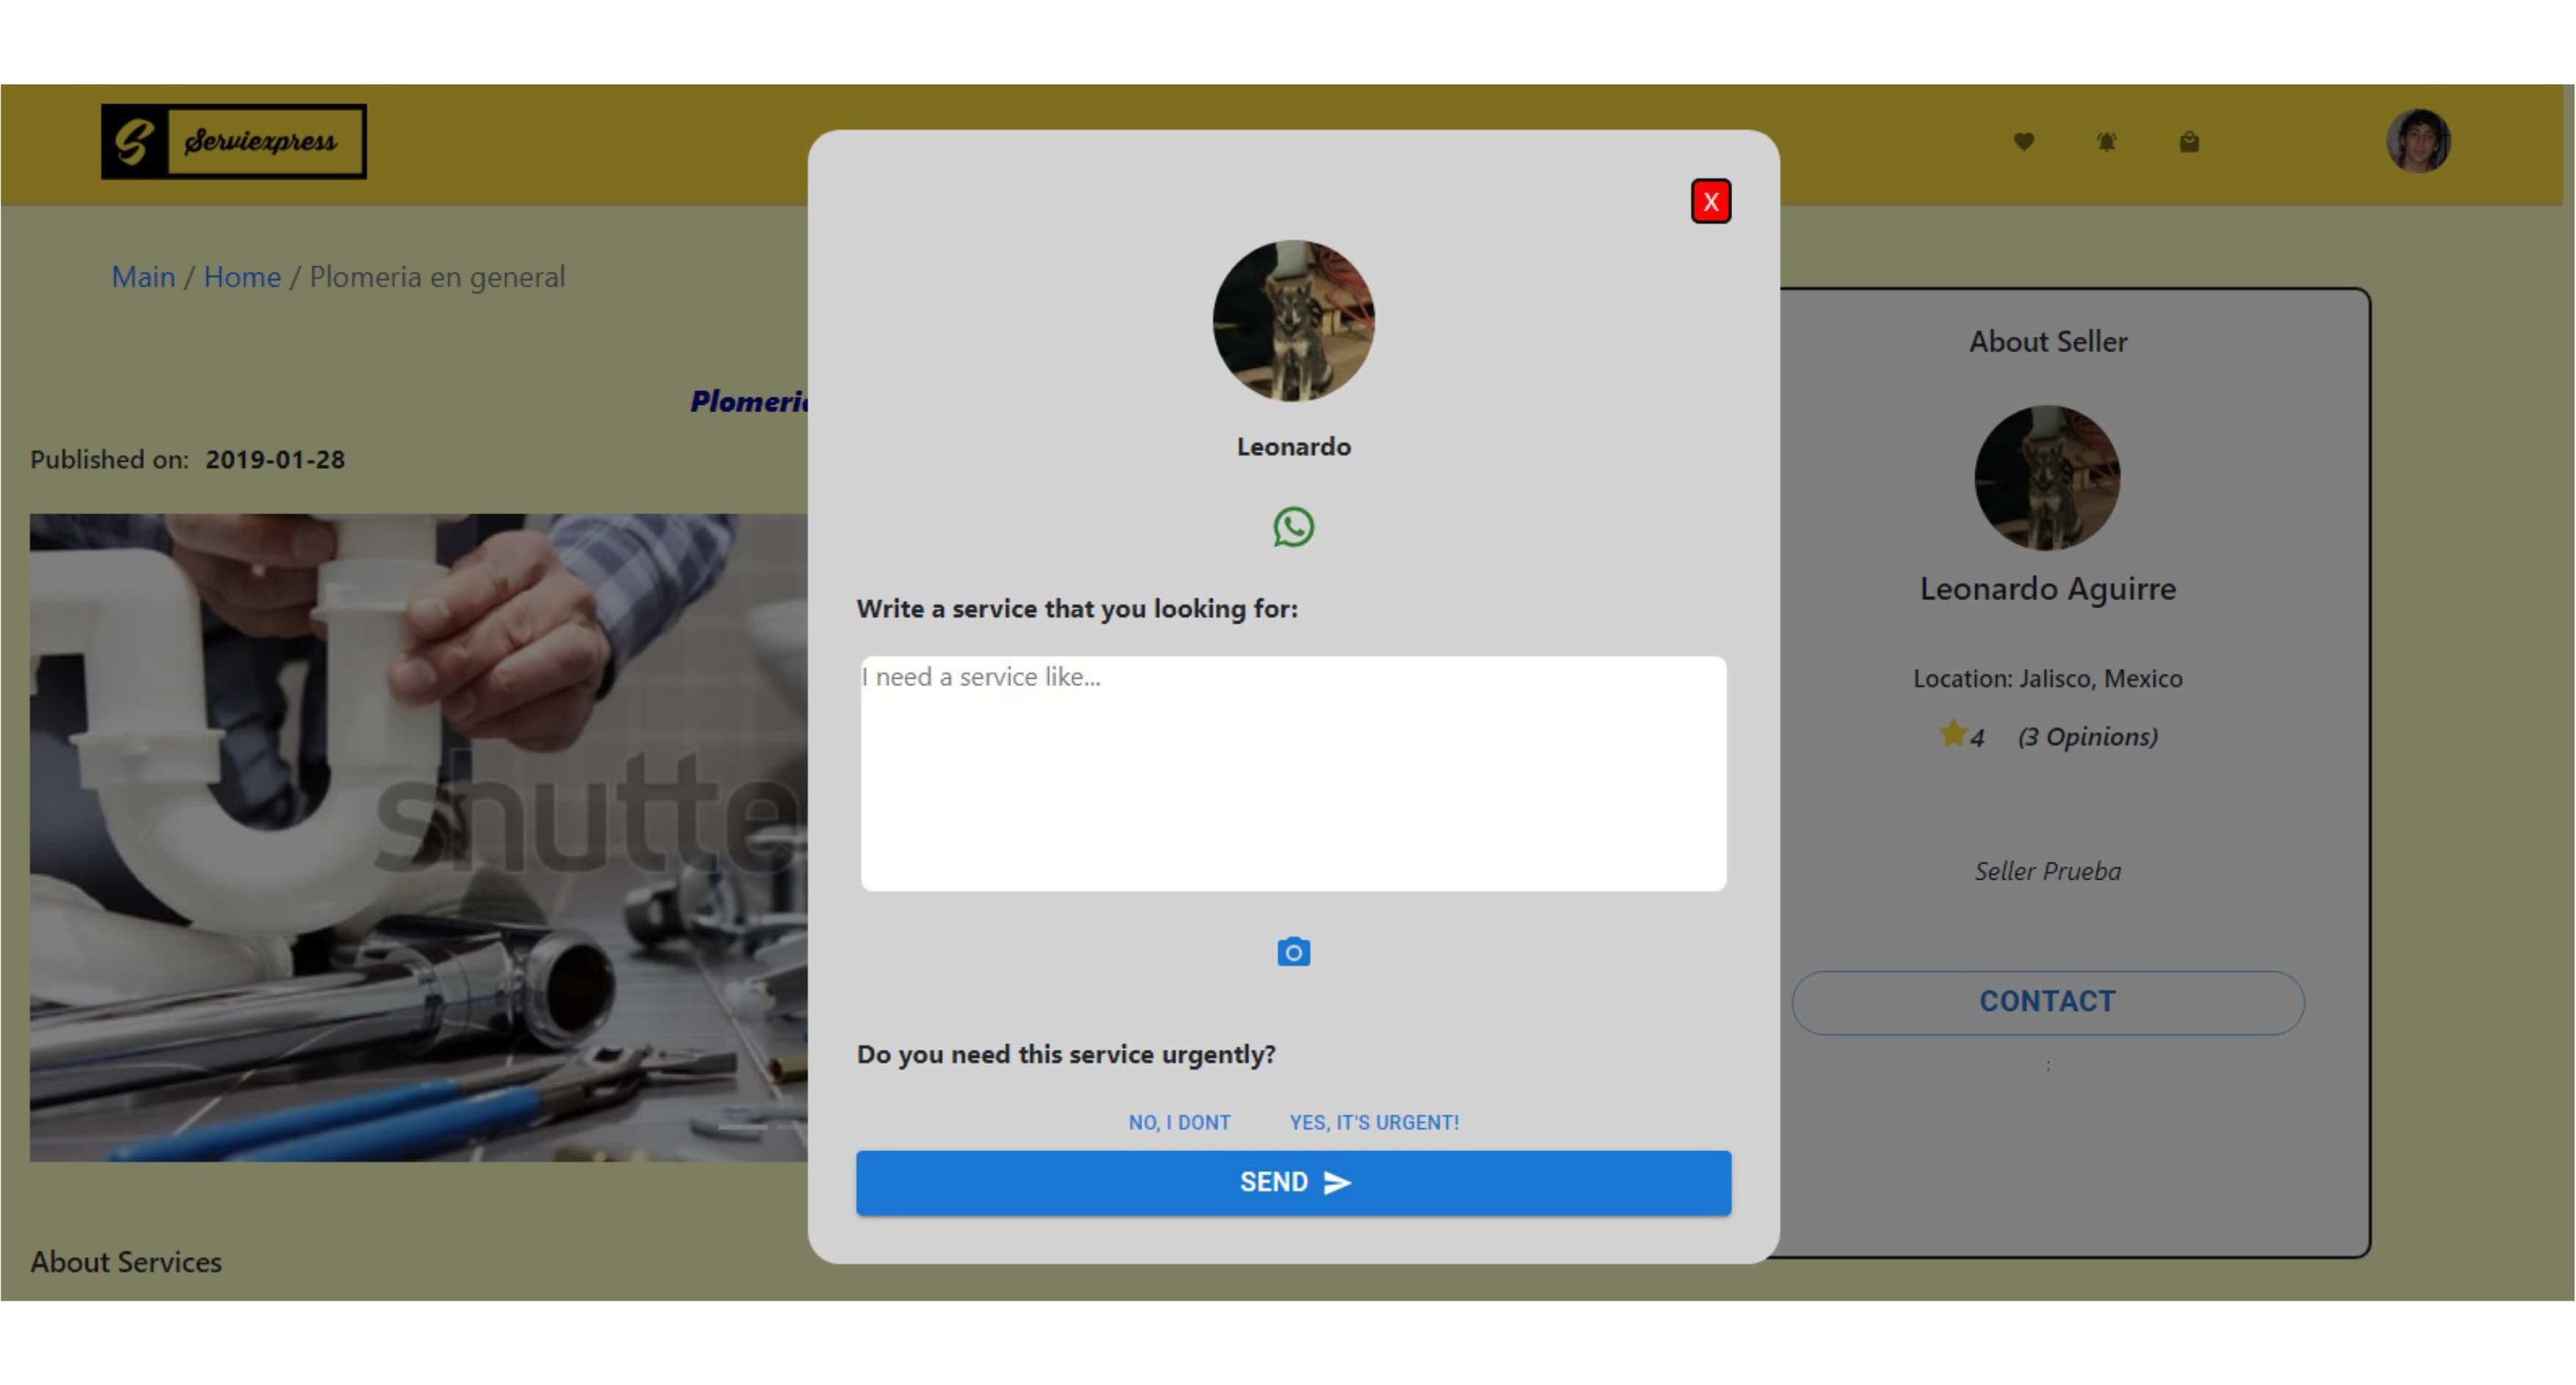 S Serviexpress
Main / Home / Plomeria en general
Published on: 2019-01-28
shutte
About Services
X
Leonardo
Write a service that you looking for:
I need a service like...
Do you need this service urgently?
NO, I DONT YES, IT'S URGENT!
SEND
About Seller
Leonardo Aguirre
Location: Jalisco, Mexico
4 (3 Opinions)
Seller Prueba
CONTACT
: